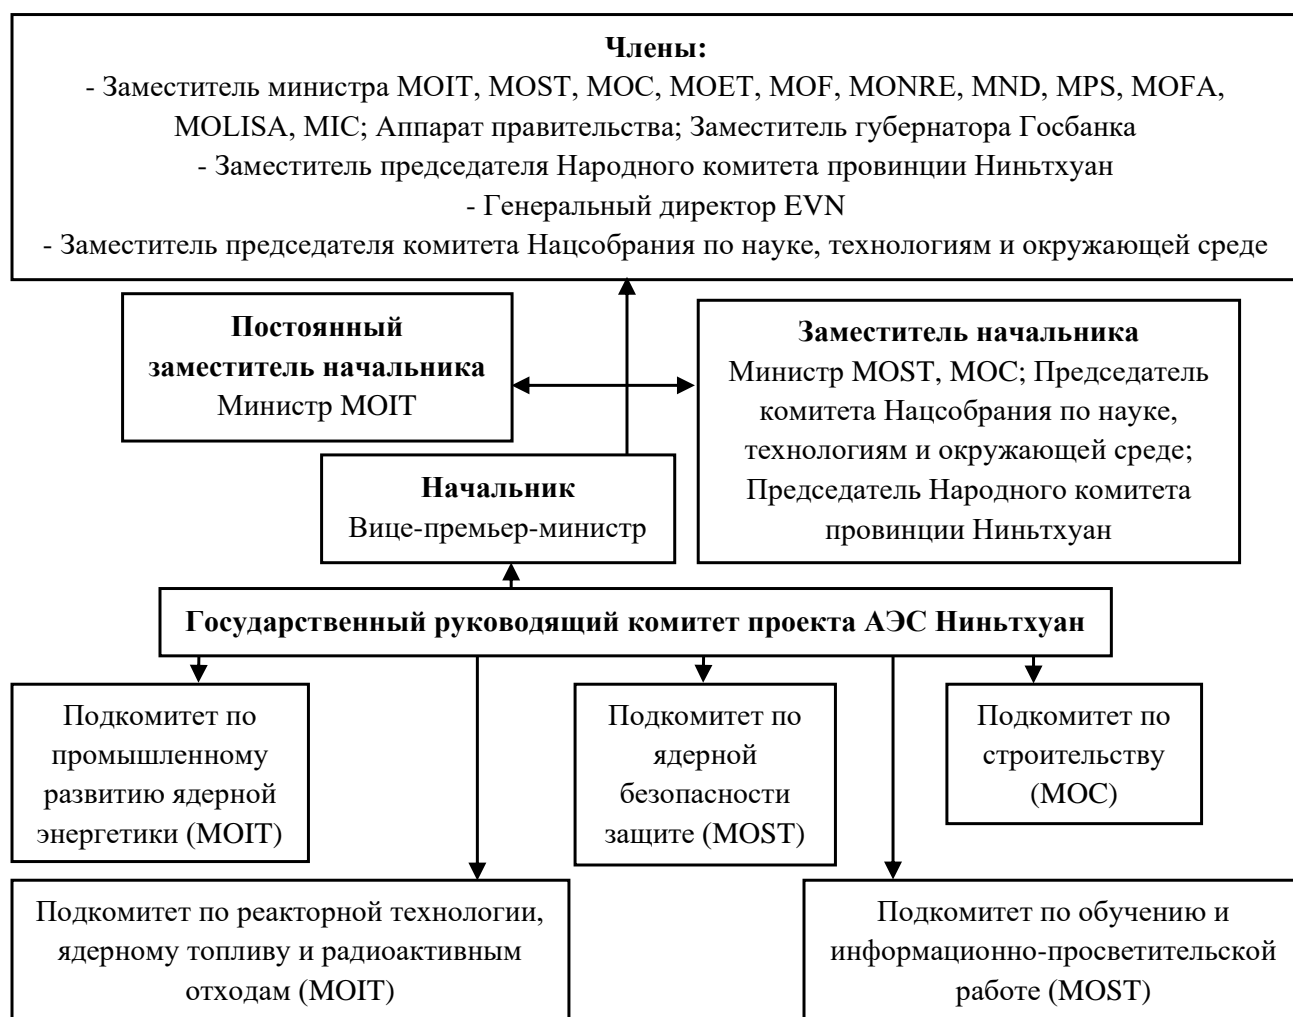 Члены:
- Заместитель министра MOIT, MOST, MOC, MOET, MOF, MONRE, MND, MPS, MOFA,
MOLISA, MIC; Аппарат правительства; Заместитель губернатора Госбанка
- Заместитель председателя Народного комитета провинции Ниньтхуан
- Генеральный директор EVN
- Заместитель председателя комитета Нацсобрания по науке, технологиям и окружающей среде
Постоянный
заместитель начальника
Министр MOIT
Заместитель начальника
Министр MOST, MOC; Председатель
комитета Нацсобрания по науке,
технологиям и окружающей среде;
Председатель Народного комитета
провинции Ниньтхуан
Начальник
Вице-премьер-министр
Государственный руководящий комитет проекта АЭС Ниньтхуан
Подкомитет по
промышленному
развитию ядерной
энергетики (MOIT)
Подкомитет по
ядерной
безопасности
защите (MOST)
Подкомитет по
строительству
(MOC)
Подкомитет по реакторной технологии,
ядерному топливу и радиоактивным
отходам (MOIT)
Подкомитет по обучению и
информационно-просветительской
работе (MOST)